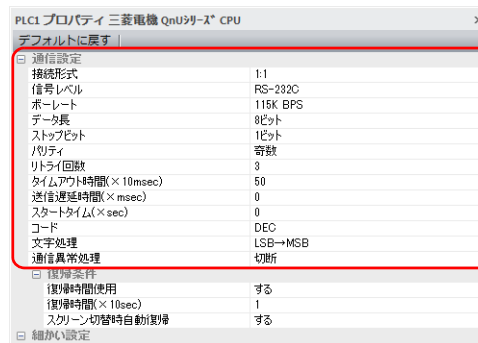 PLC1 プロパティ 三菱電機 QnUｼﾘｰｽﾞ CPU
デフォルトに戻す
通信設定
接続形式 1:1
信号レベル RS-232C
ボーレート 115K BPS
データ長 8ビット
ストップビット 1ビット
パリティ 奇数
リトライ回数 3
タイムアウト時間(×10msec) 50
送信遅延時間(×msec) 0
スタートタイム(×sec) 0
コード DEC
文字処理 LSB→MSB
通信異常処理 切断
復帰条件
復帰時間使用 する
復帰時間(×10sec) 1
スクリーン切替時自動復帰 する
細かい設定